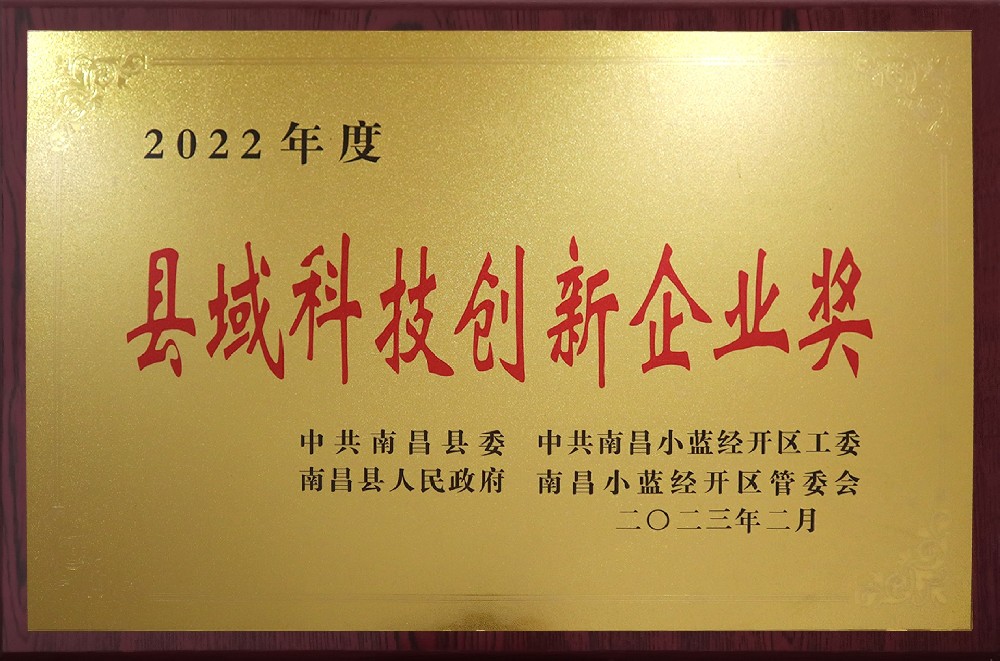 2022年度
县域科技创新企业奖
中共南昌县委 中共南昌小蓝经开区工委
南昌县人民政府 南昌小蓝经开区管委会
二〇二三年二月